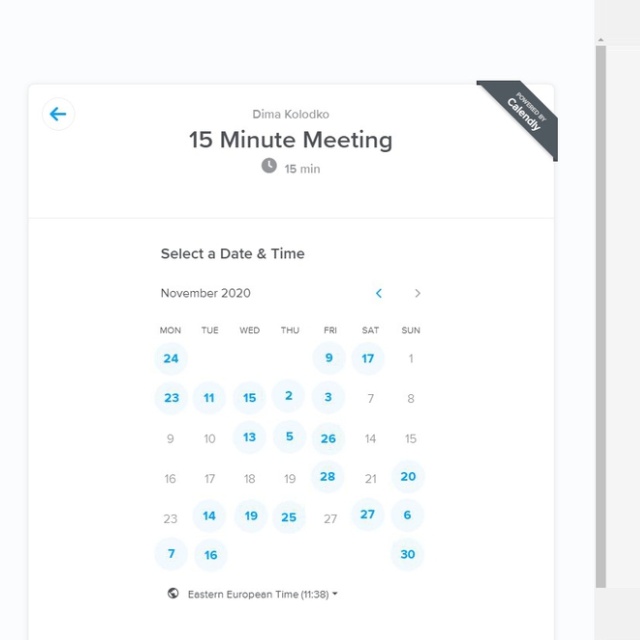 POWERED BY
Calendly
Dima Kolodko
15 Minute Meeting
15 min
Select a Date & Time
November 2020
MON TUE WED THU FRI SAT SUN
24 9 17 1
23 11 15 2 3 7 8
9 10 13 5 26 14 15
16 17 18 19 28 21 20
23 14 19 25 27 27 6
7 16 30
Eastern European Time (11:38)